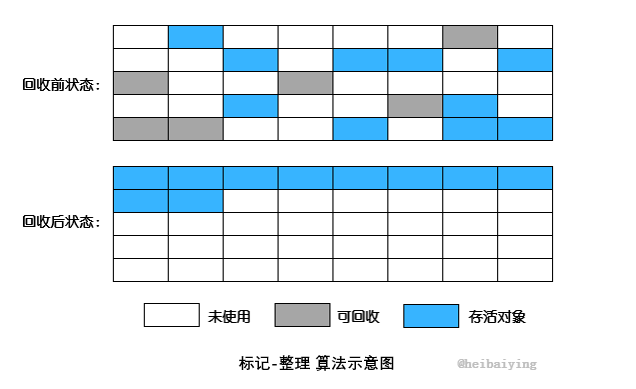 回收前状态：
回收后状态：
未使用 可回收 存活对象
标记-整理 算法示意图
@heibaiying